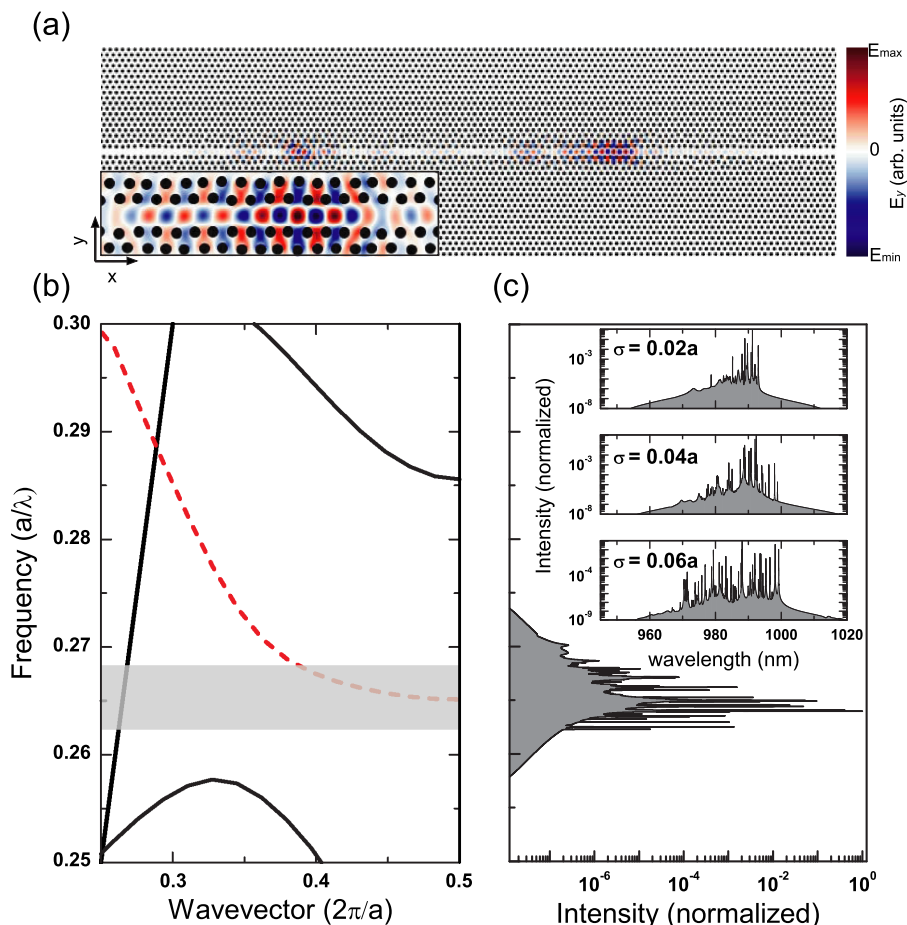 (a)
Emax
0
Emin
Ey (arb. units)
y
x
(b)
(c)
0.30
0.29
0.28
0.27
0.26
0.25
Frequency (a/λ)
0.3
0.4
0.5
Wavevector (2π/a)
σ = 0.02a
10-3
10-8
σ = 0.04a
10-3
10-8
σ = 0.06a
10-4
10-9
Intensity (normalized)
960
980
1000
1020
wavelength (nm)
10-6
10-4
10-2
100
Intensity (normalized)